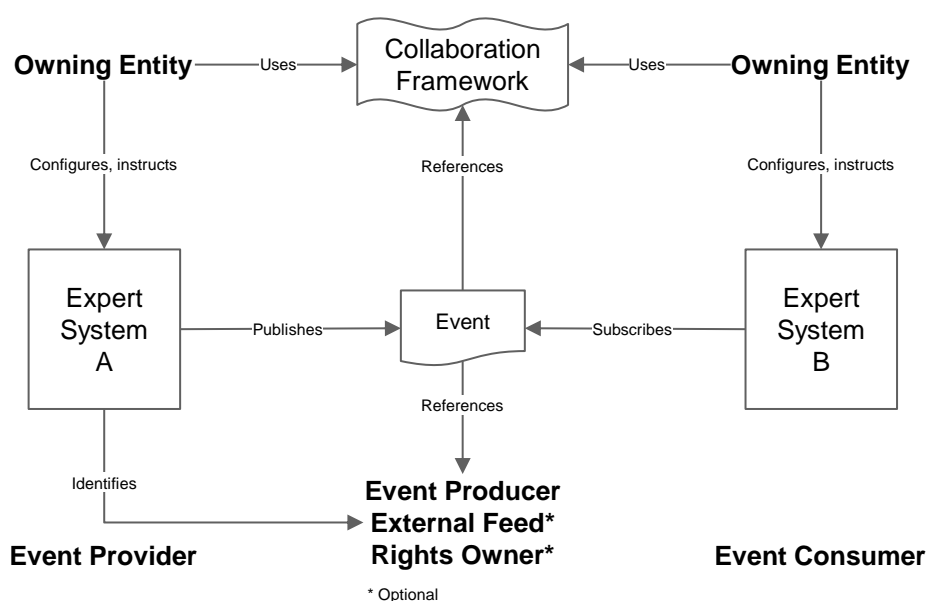 Collaboration
Framework
Owning Entity
Uses
Uses
Owning Entity
Configures, instructs
References
Configures, instructs
Expert
System
A
Publishes
Event
Subscribes
Expert
System
B
References
Identifies
Event Producer
External Feed*
Rights Owner*
Event Provider
Event Consumer
* Optional